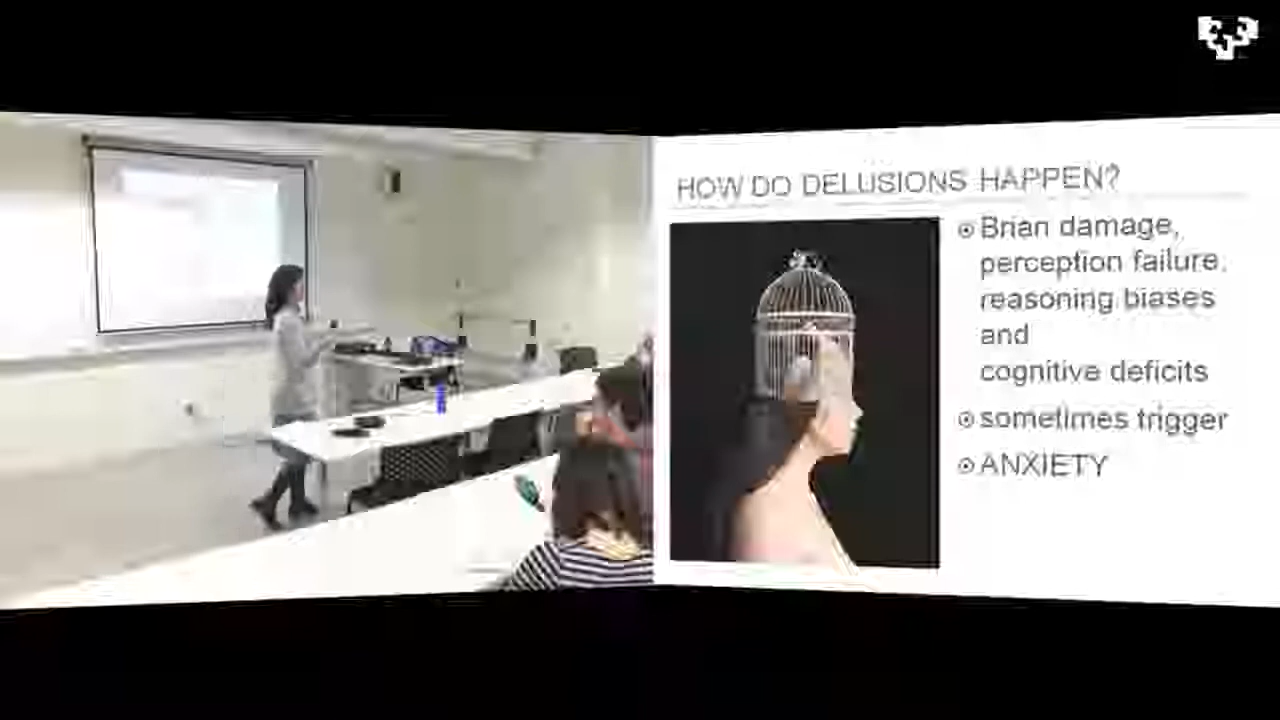 HOW DO DELUSIONS HAPPEN?
Brian damage,
perception failure,
reasoning biases
and
cognitive deficits
sometimes trigger
ANXIETY